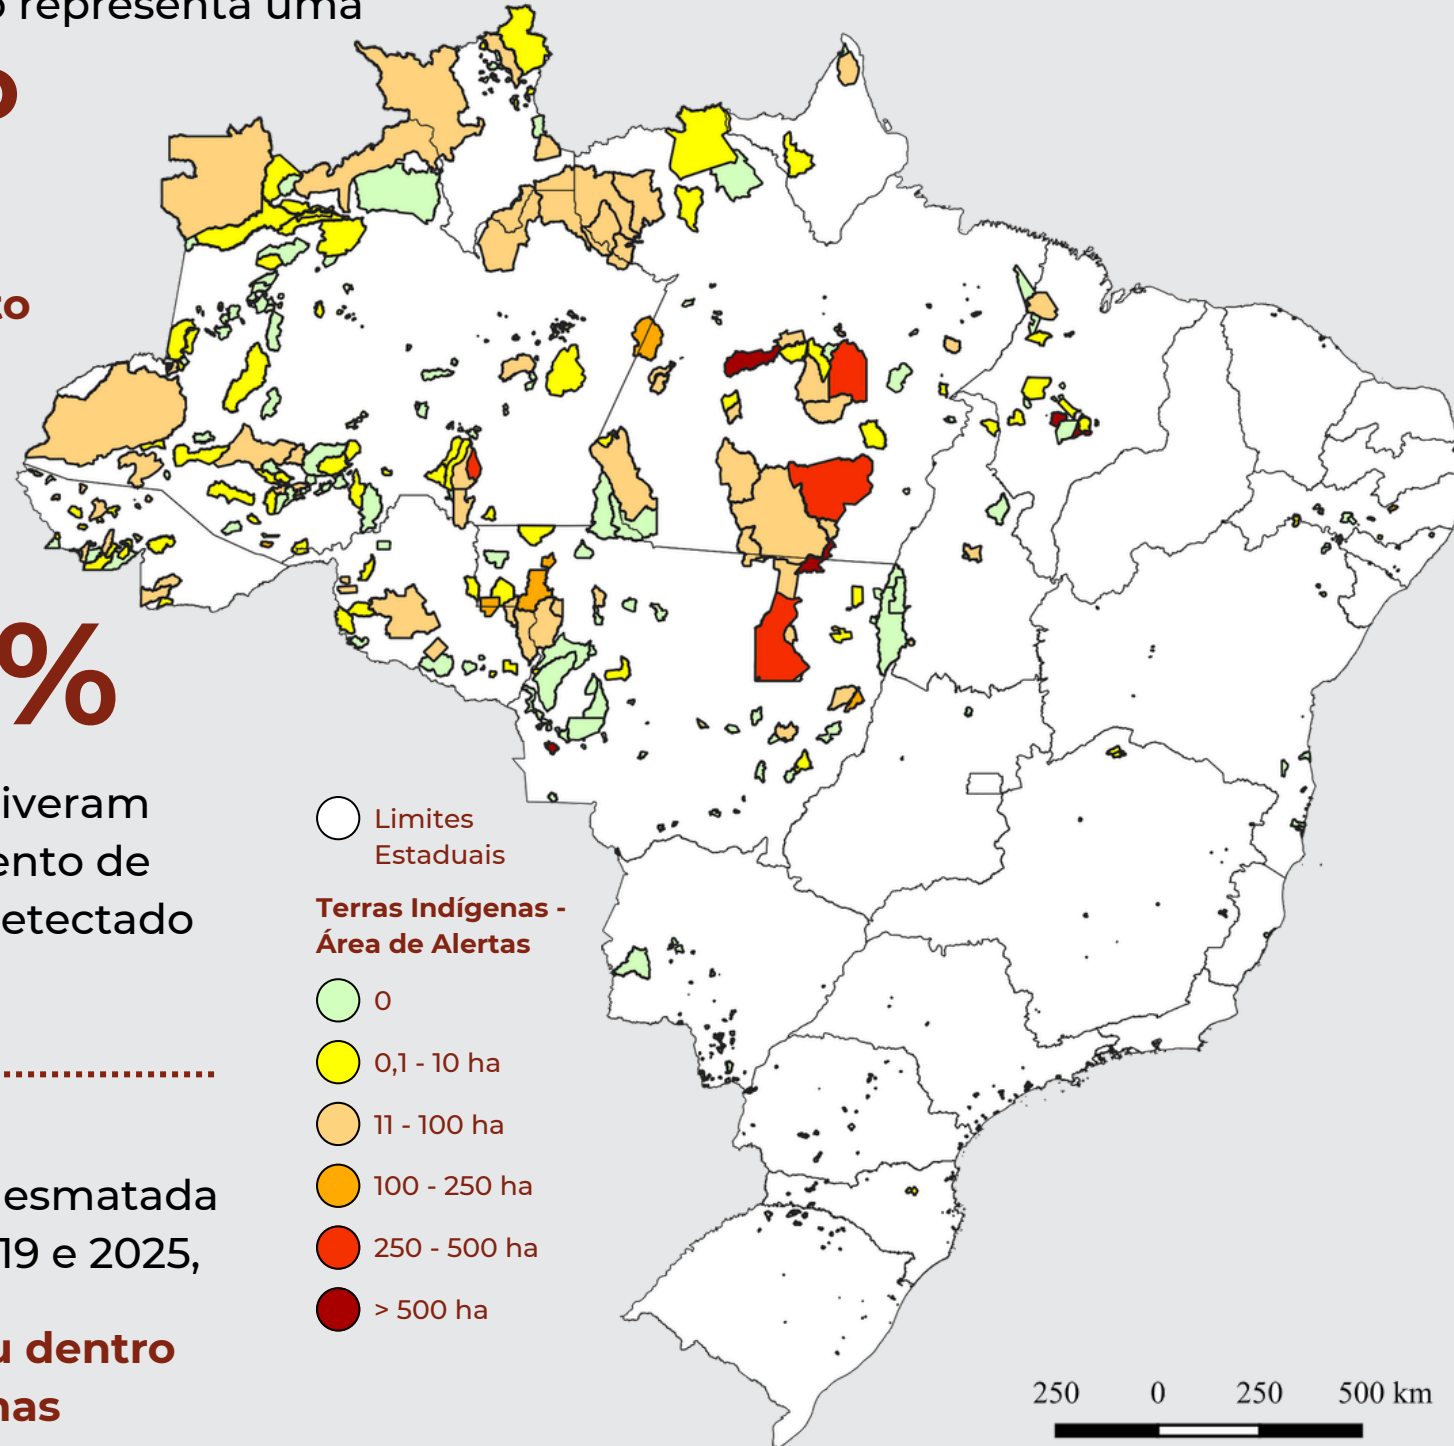 representa uma
%
iveram
ento de
etectado
esmatada
19 e 2025,
u dentro
nas
Limites
Estaduais
Terras Indígenas -
Área de Alertas
0
0,1 - 10 ha
11 - 100 ha
100 - 250 ha
250 - 500 ha
> 500 ha
250 0 250 500 km